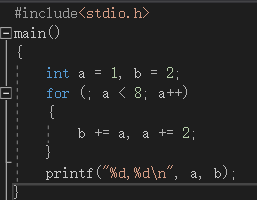 #include<stdio.h>
main()
{
int a = 1, b = 2;
for (; a < 8; a++)
{
b += a, a += 2;
}
printf("%d,%d\n", a, b);
}